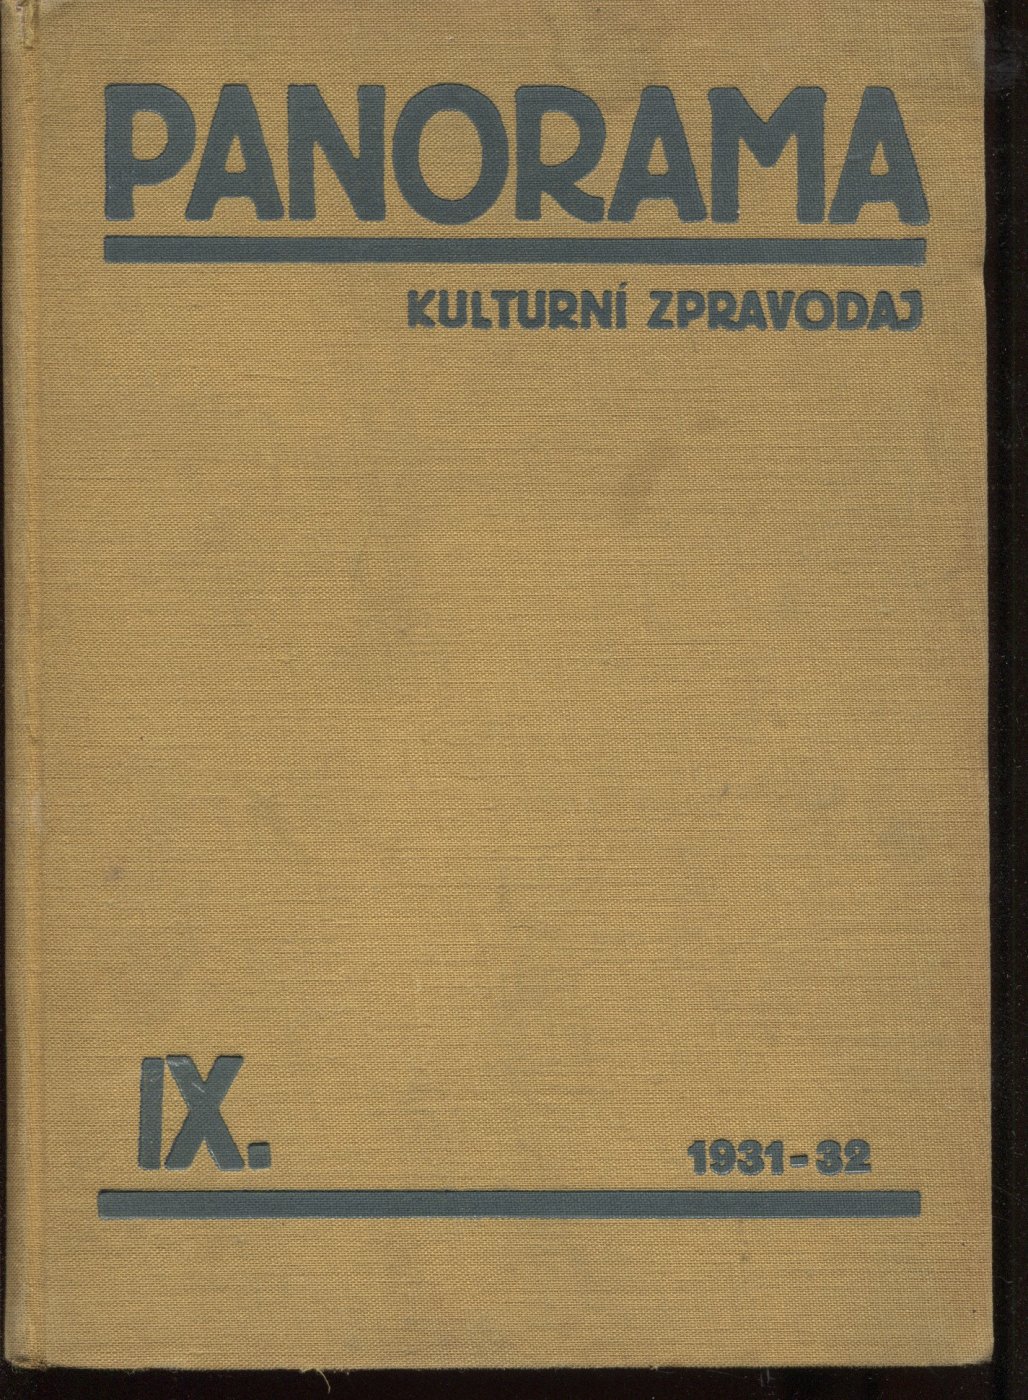 PANORAMA
KULTURNÍ ZPRAVODAJ
IX.
1931-32